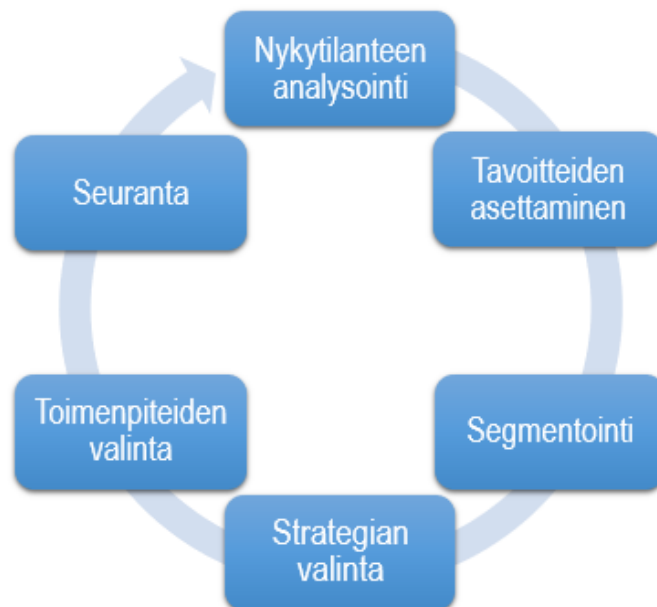 Nykytilanteen
analysointi
Tavoitteiden
asettaminen
Segmentointi
Strategian
valinta
Toimenpiteiden
valinta
Seuranta